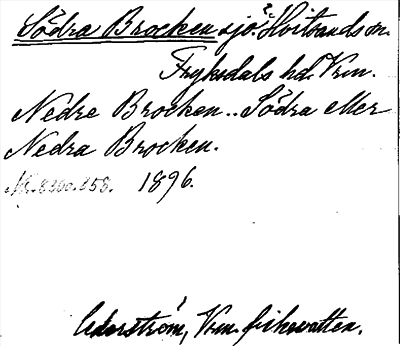 Södra Brocken sjö: Hvitsands sn.
Fryksdals hd. Vrm.
Nedre Brocken.. Södra eller
Nedra Brocken.
1896.
Cederström, Vrm. fiskevatten.